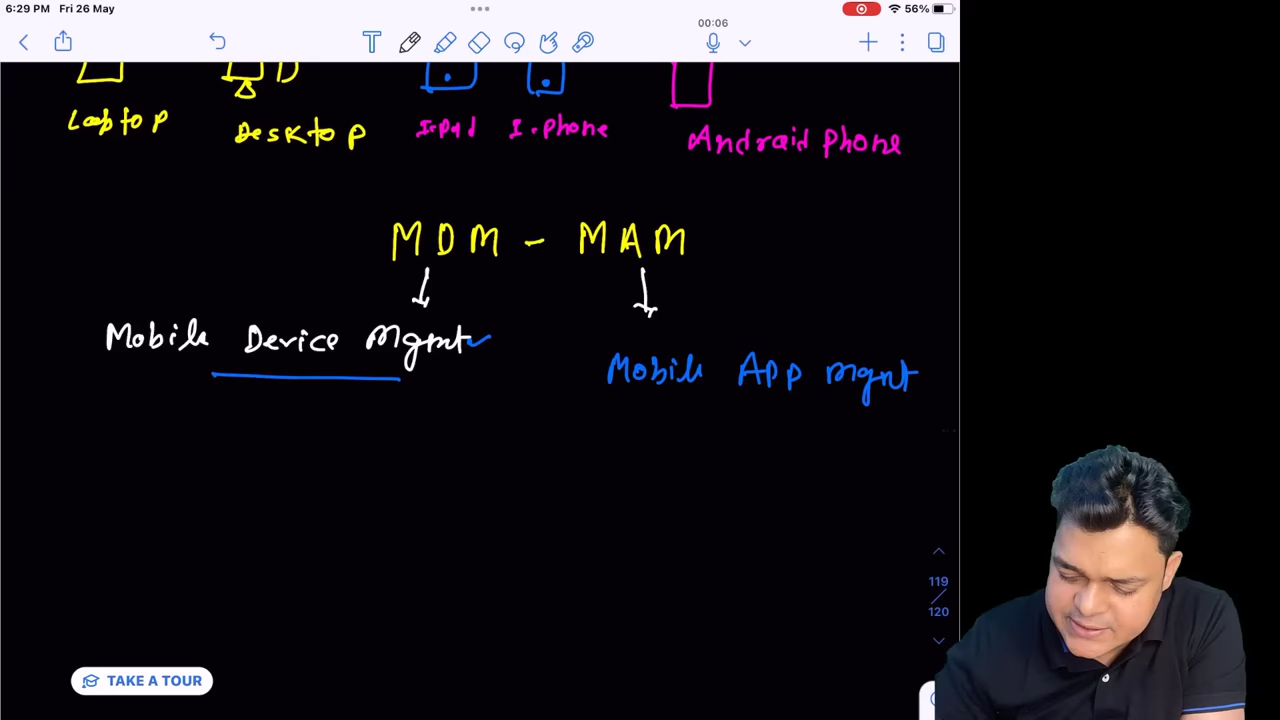 6:29 PM Fri 26 May
56%
00:06
Laptop
Desktop
I-pad I-phone
Andraid phone
MDM - MAM
Mobile Device Mgmt
Mobile App mgnt
119
120
TAKE A TOUR